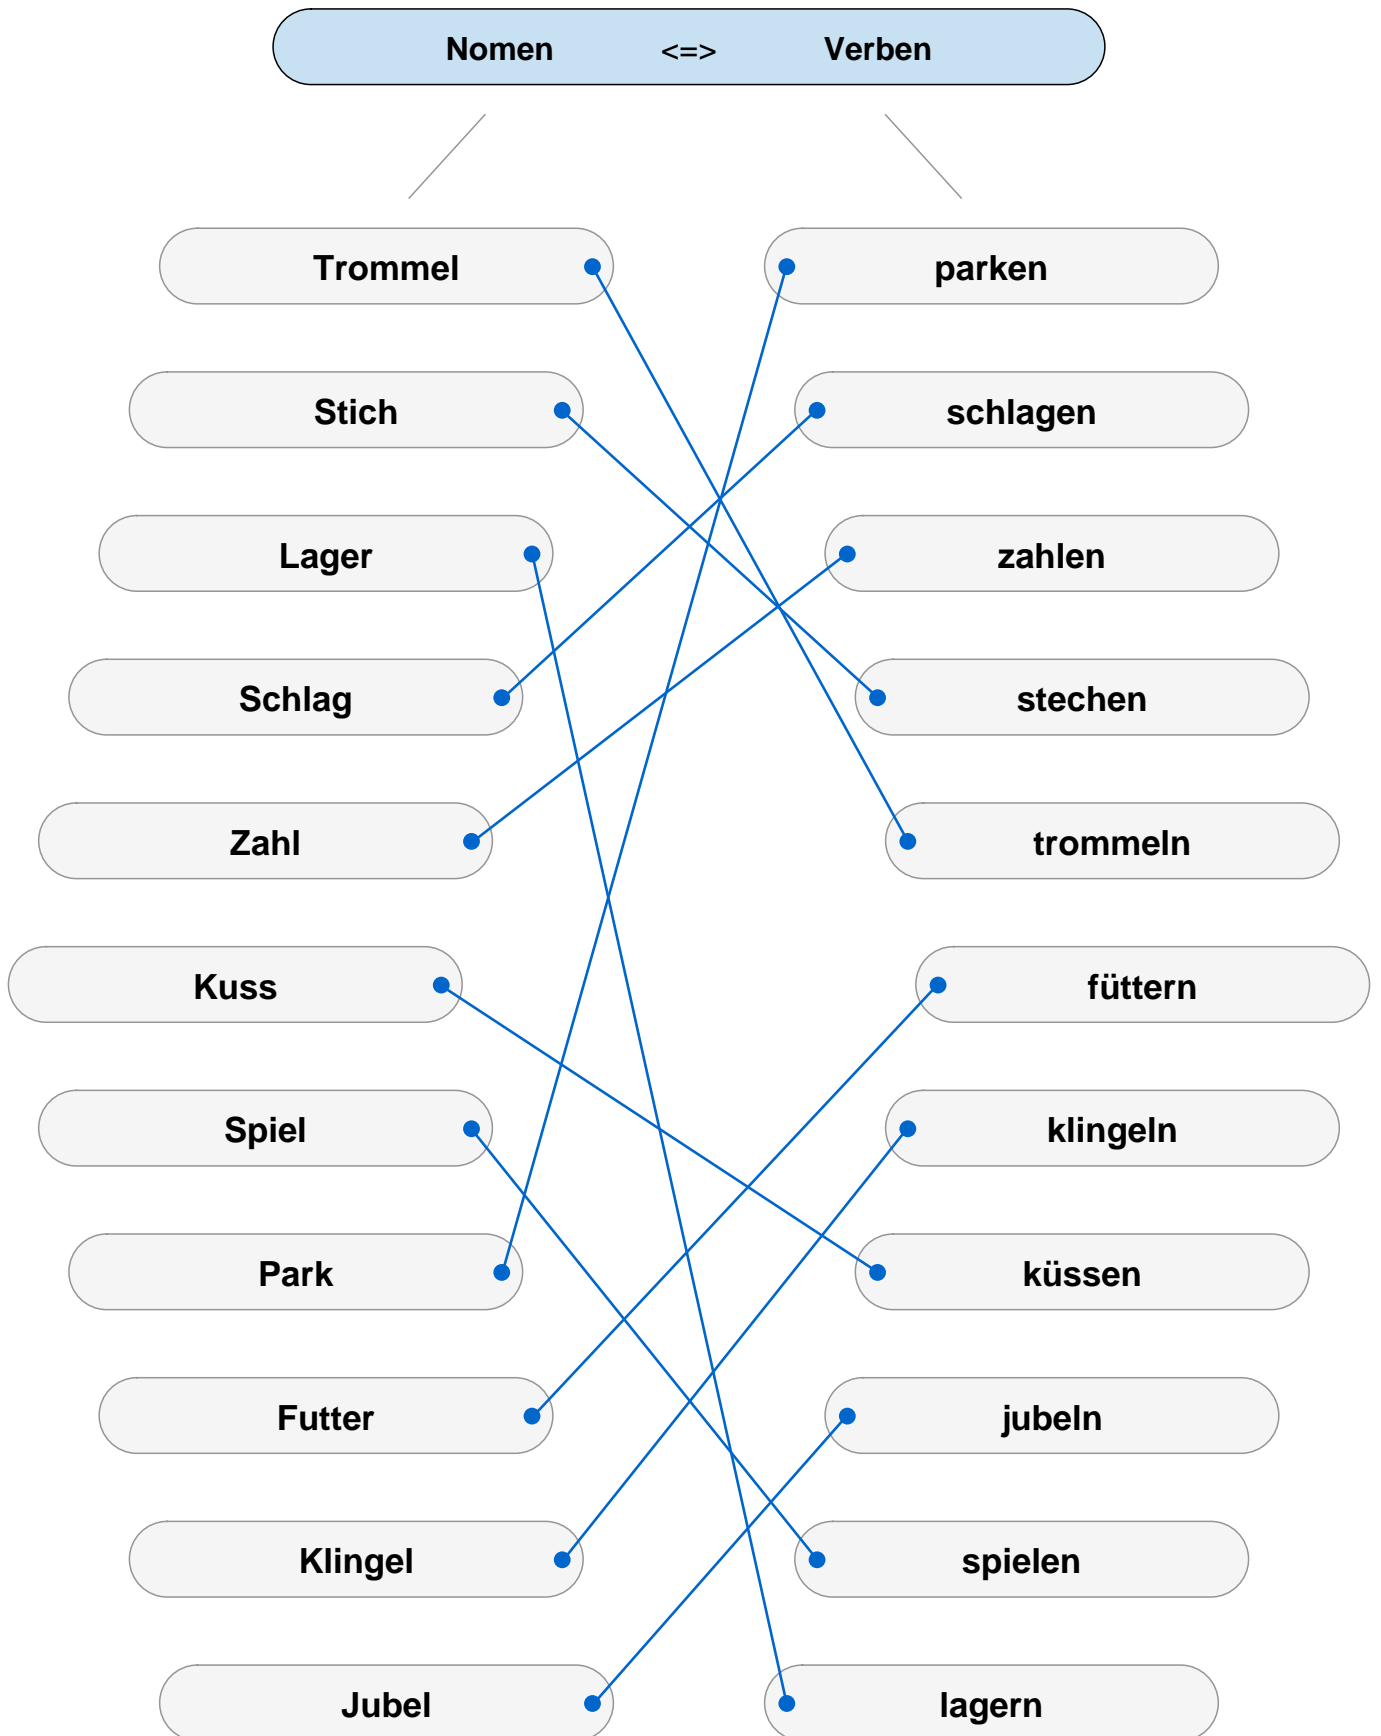 Nomen <=> Verben
Trommel parken
Stich schlagen
Lager zahlen
Schlag stechen
Zahl trommeln
Kuss füttern
Spiel klingeln
Park küssen
Futter jubeln
Klingel spielen
Jubel lagern